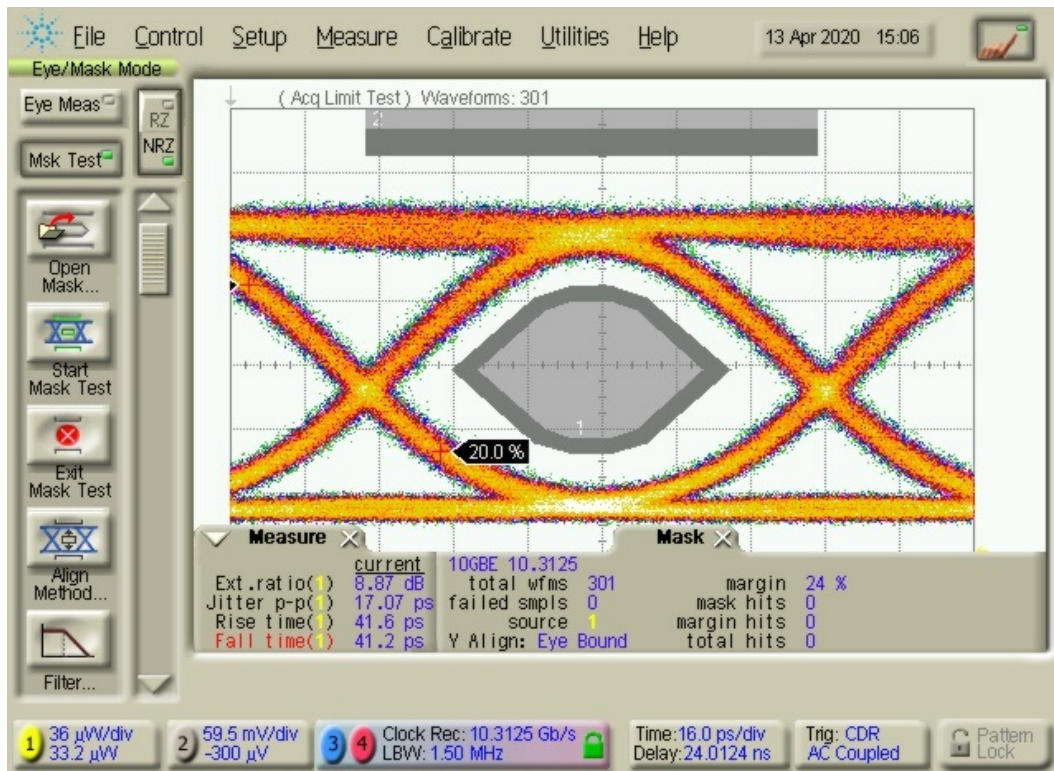 File Control Setup Measure Calibrate Utilities Help 13 Apr 2020 15:06
Eye/Mask Mode
Eye Meas
RZ
NRZ
Msk Test
Open
Mask...
Start
Mask Test
Exit
Mask Test
Align
Method...
Filter...
( Acq Limit Test ) Waveforms: 301
2
1
20.0 %
Measure
current
Ext.ratio(1) 8.87 dB
Jitter p-p(1) 17.07 ps
Rise time(1) 41.6 ps
Fall time(1) 41.2 ps
Mask
10GBE 10.3125
total wfms 301 margin 24 %
failed smpls 0 mask hits 0
source 1 margin hits 0
Y Align: Eye Bound total hits 0
1 36 µW/div
33.2 µW
2 59.5 mV/div
-300 µV
3 4 Clock Rec: 10.3125 Gb/s
LBW: 1.50 MHz
Time:16.0 ps/div
Delay:24.0124 ns
Trig: CDR
AC Coupled
Pattern
Lock